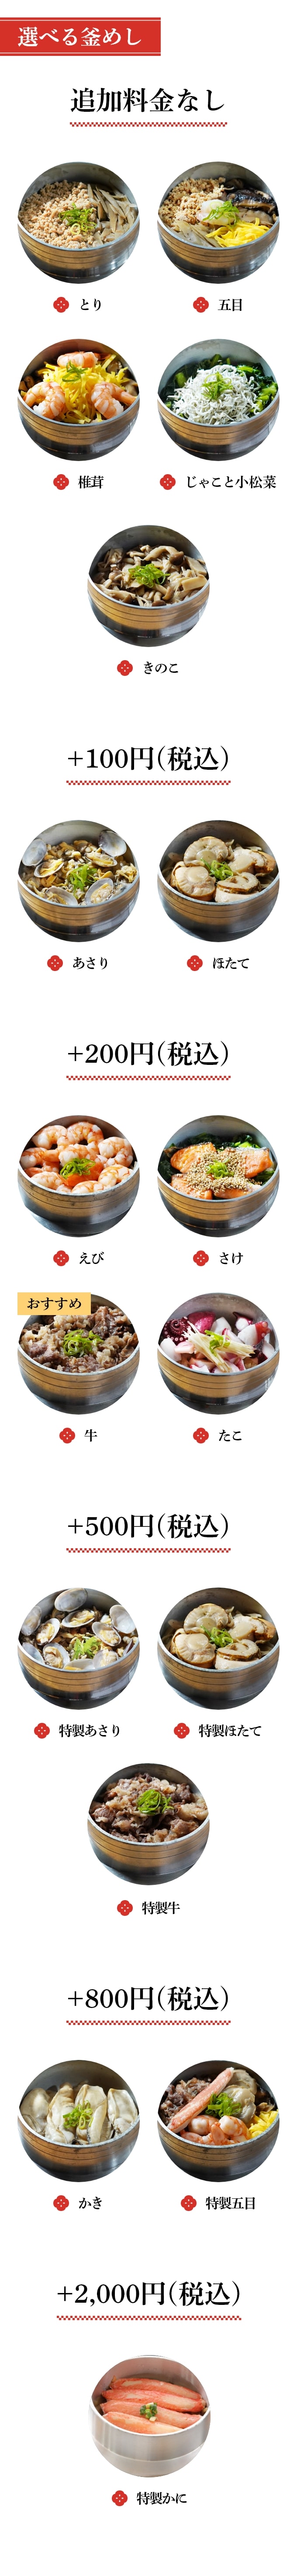 選べる釜めし
追加料金なし
とり
五目
椎茸
じゃこと小松菜
きのこ
+100円(税込)
あさり
ほたて
+200円(税込)
えび
さけ
おすすめ
牛
たこ
+500円(税込)
特製あさり
特製ほたて
特製牛
+800円(税込)
かき
特製五目
+2,000円(税込)
特製かに